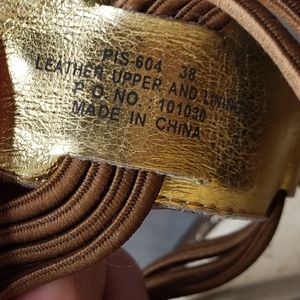 PIS-604 38
LEATHER UPPER AND LINING
P.O.NO.: 101030
MADE IN CHINA